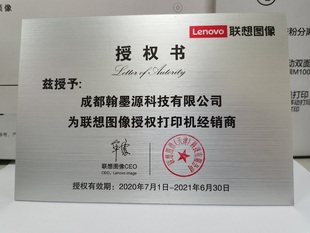 Lenovo 联想图像
授权书
Letter of Autority
兹授予:
成都翰墨源科技有限公司
为联想图像授权打印机经销商
联想图像CEO
CEO, Lenovo Image
授权有效期:2020年7月1日-2021年6月30日